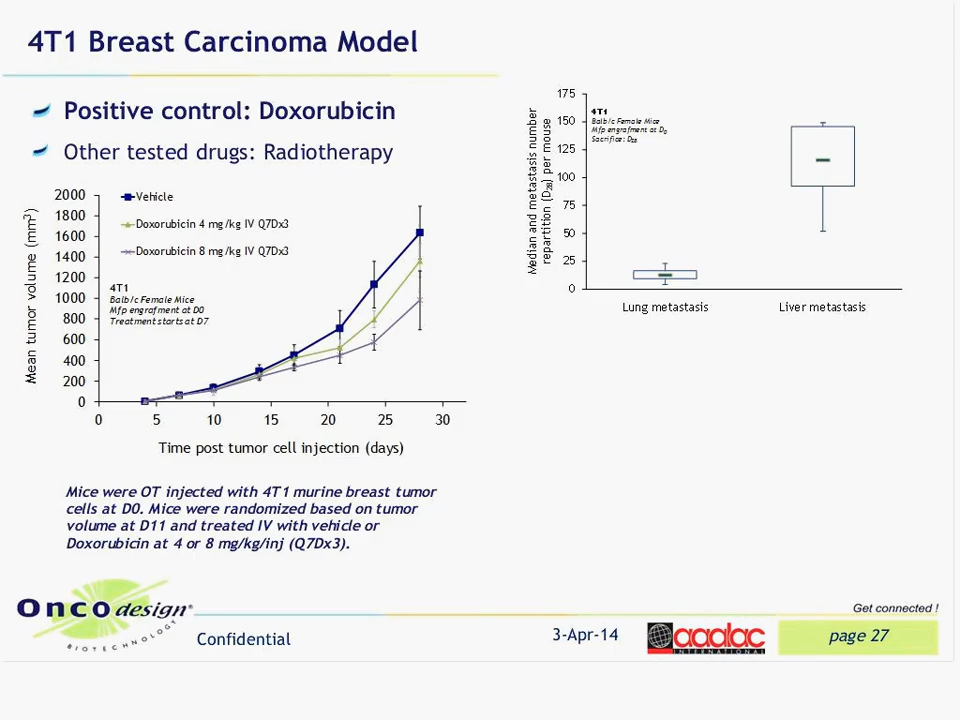 4T1 Breast Carcinoma Model
Positive control: Doxorubicin
Other tested drugs: Radiotherapy
Mean tumor volume (mm³)
2000
1800
1600
1400
1200
1000
800
600
400
200
0
Vehicle
Doxorubicin 4 mg/kg IV Q7Dx3
Doxorubicin 8 mg/kg IV Q7Dx3
4T1
Balb/c Female Mice
Mfp engrafment at D0
Treatment starts at D7
0 5 10 15 20 25 30
Time post tumor cell injection (days)
Median and metastasis number
repartition (D₂₈) per mouse
175
150
125
100
75
50
25
0
4T1
Balb/c Female Mice
Mfp engrafment at D₀
Sacrifice: D₂₈
Lung metastasis Liver metastasis
Mice were OT injected with 4T1 murine breast tumor
cells at D0. Mice were randomized based on tumor
volume at D11 and treated IV with vehicle or
Doxorubicin at 4 or 8 mg/kg/inj (Q7Dx3).
Oncodesign®
BIOTECHNOLOGY
Get connected !
Confidential
3-Apr-14
aaalac
INTERNATIONAL
page 27